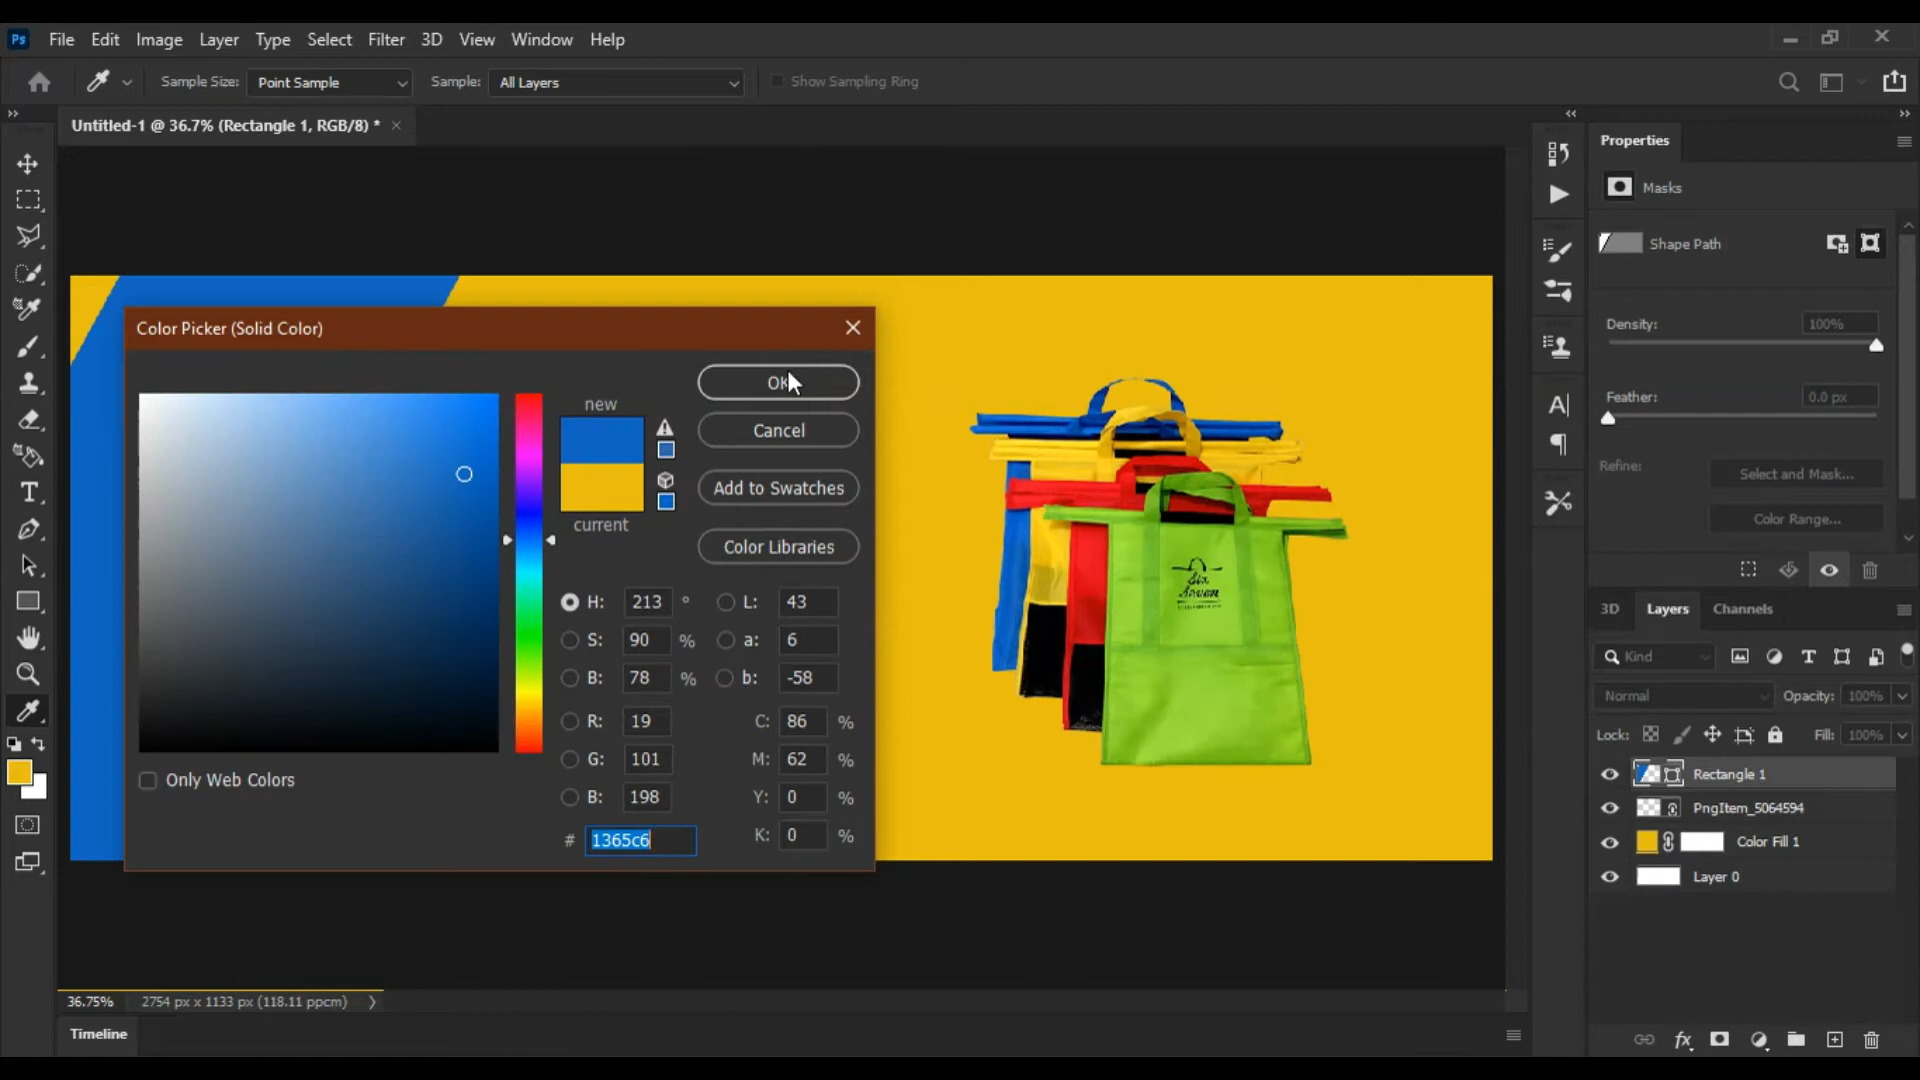 Ps File Edit Image Layer Type Select Filter 3D View Window Help
Sample Size: Point Sample Sample: All Layers Show Sampling Ring
Untitled-1 @ 36.7% (Rectangle 1, RGB/8) *
Color Picker (Solid Color)
new
current
OK
Cancel
Add to Swatches
Color Libraries
H: 213 °
S: 90 %
B: 78 %
R: 19
G: 101
B: 198
# 1365c6
L: 43
a: 6
b: -58
C: 86 %
M: 62 %
Y: 0 %
K: 0 %
Only Web Colors
Six
Seven
Properties
Masks
Shape Path
Density: 100%
Feather: 0.0 px
Refine: Select and Mask...
Color Range...
3D Layers Channels
Kind
Normal Opacity: 100%
Lock: Fill: 100%
Rectangle 1
PngItem_5064594
Color Fill 1
Layer 0
fx
36.75% 2754 px x 1133 px (118.11 ppcm)
Timeline